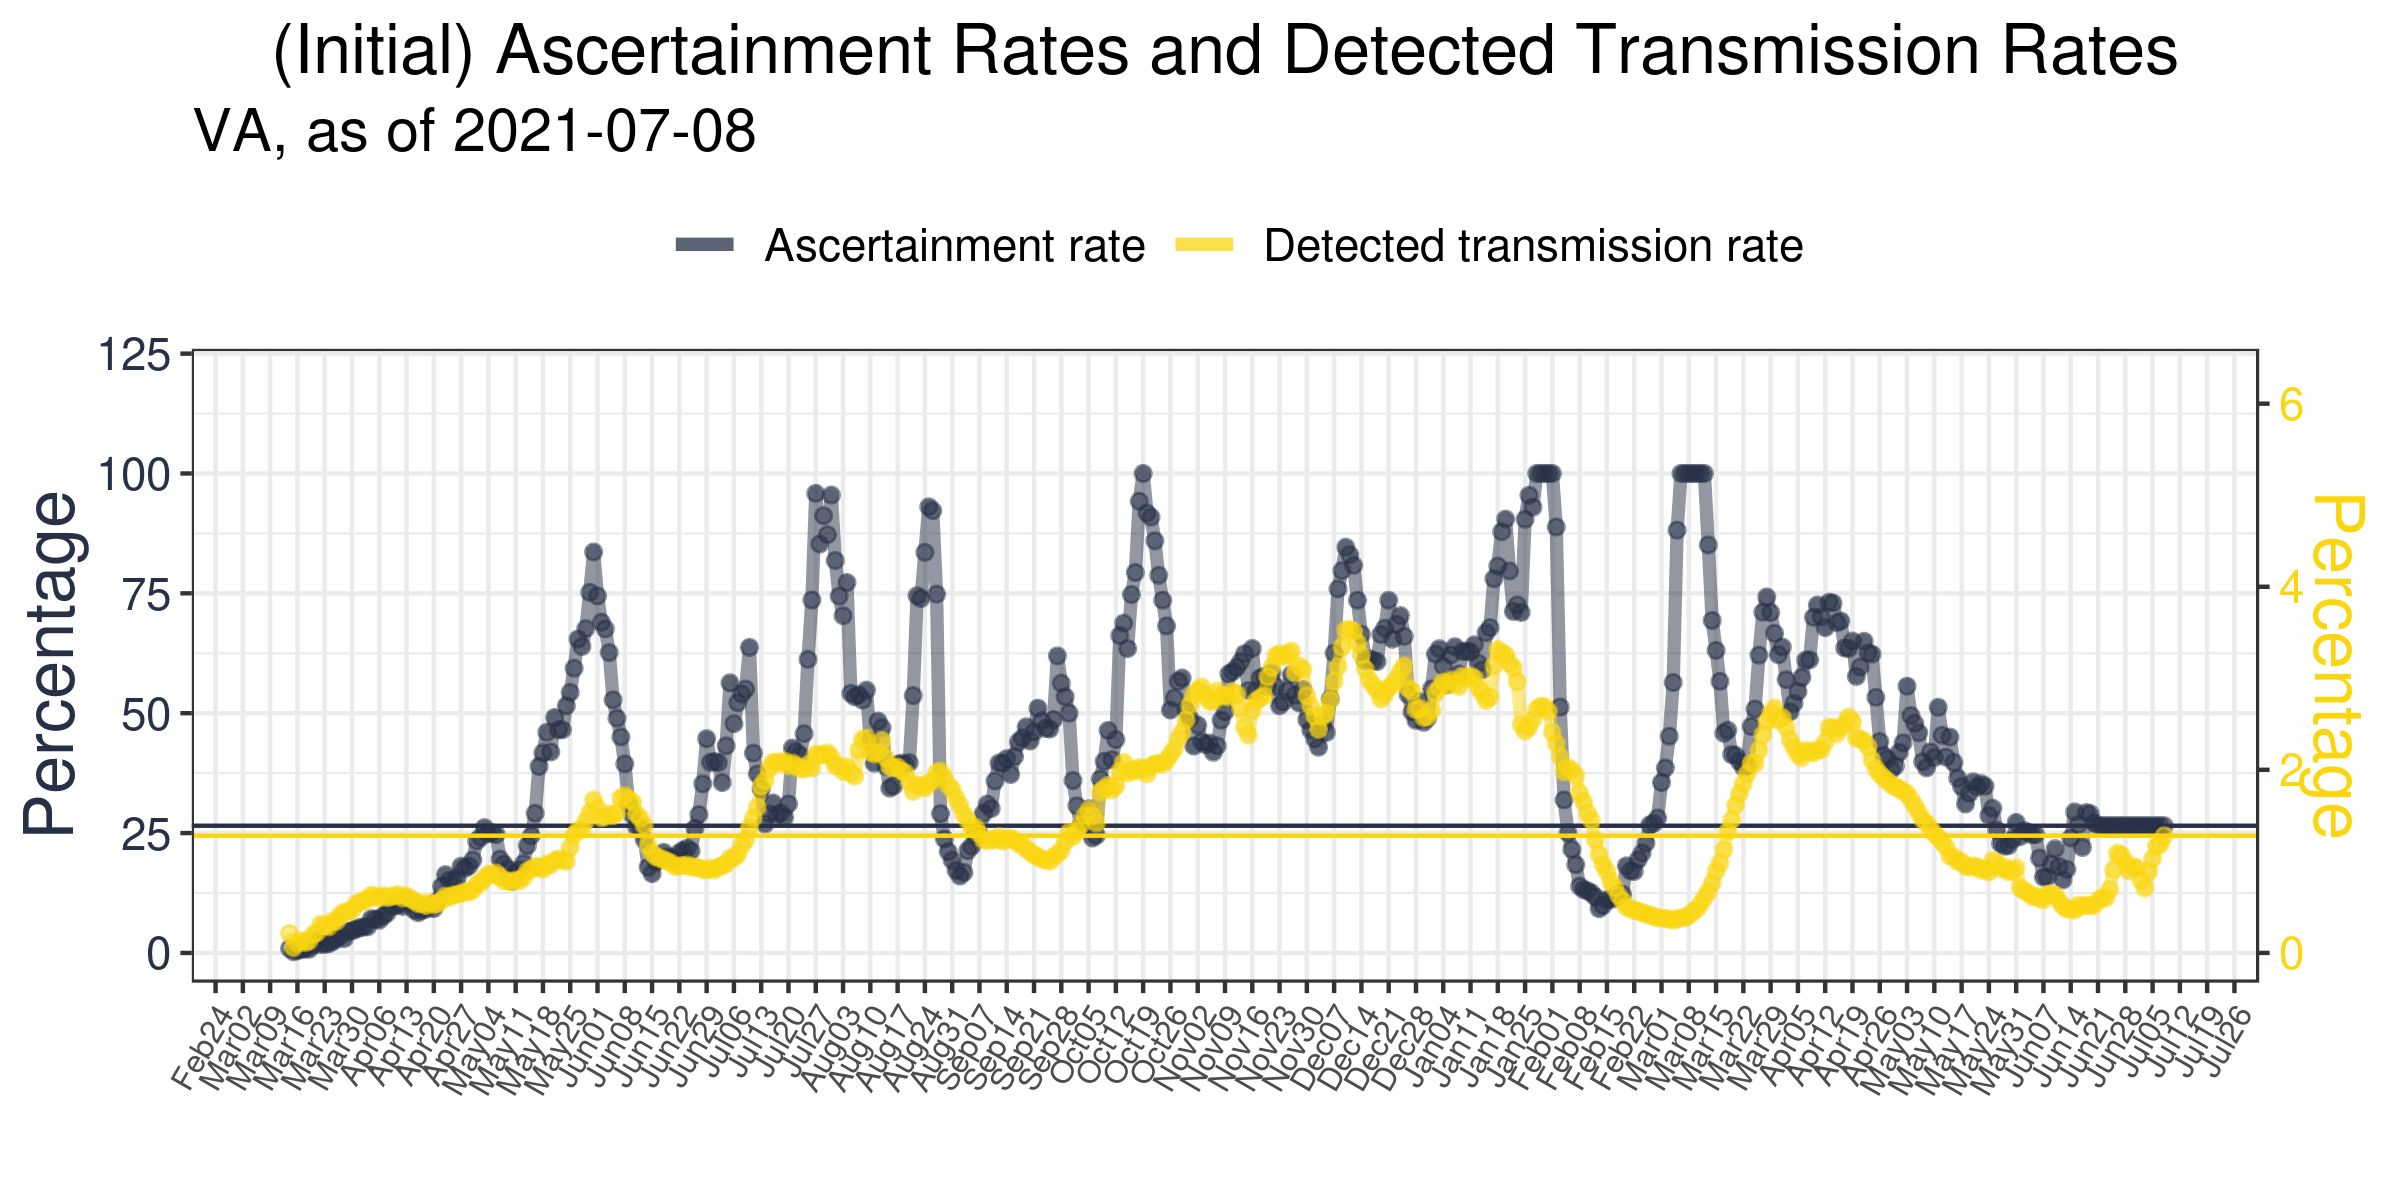 (Initial) Ascertainment Rates and Detected Transmission Rates
VA, as of 2021-07-08
Ascertainment rate
Detected transmission rate
125
100
75
50
25
0
Percentage
6
4
2
0
Percentage
Feb24
Mar02
Mar09
Mar16
Mar23
Mar30
Apr06
Apr13
Apr20
Apr27
May04
May11
May18
May25
Jun01
Jun08
Jun15
Jun22
Jun29
Jul06
Jul13
Jul20
Jul27
Aug03
Aug10
Aug17
Aug24
Aug31
Sep07
Sep14
Sep21
Sep28
Oct05
Oct12
Oct19
Oct26
Nov02
Nov09
Nov16
Nov23
Nov30
Dec07
Dec14
Dec21
Dec28
Jan04
Jan11
Jan18
Jan25
Feb01
Feb08
Feb15
Feb22
Mar01
Mar08
Mar15
Mar22
Mar29
Apr05
Apr12
Apr19
Apr26
May03
May10
May17
May24
May31
Jun07
Jun14
Jun21
Jun28
Jul05
Jul12
Jul19
Jul26